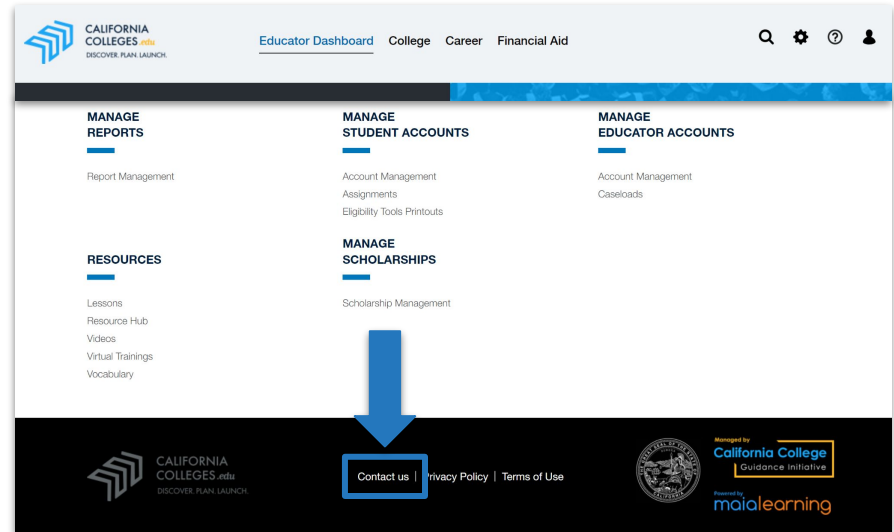 CALIFORNIA
COLLEGES.edu
DISCOVER. PLAN. LAUNCH.
Educator Dashboard College Career Financial Aid
MANAGE
REPORTS
Report Management
MANAGE
STUDENT ACCOUNTS
Account Management
Assignments
Eligibility Tools Printouts
MANAGE
EDUCATOR ACCOUNTS
Account Management
Caseloads
RESOURCES
Lessons
Resource Hub
Videos
Virtual Trainings
Vocabulary
MANAGE
SCHOLARSHIPS
Scholarship Management
CALIFORNIA
COLLEGES.edu
DISCOVER. PLAN. LAUNCH.
Contact us | Privacy Policy | Terms of Use
Managed by
California College
Guidance Initiative
Powered by
maialearning